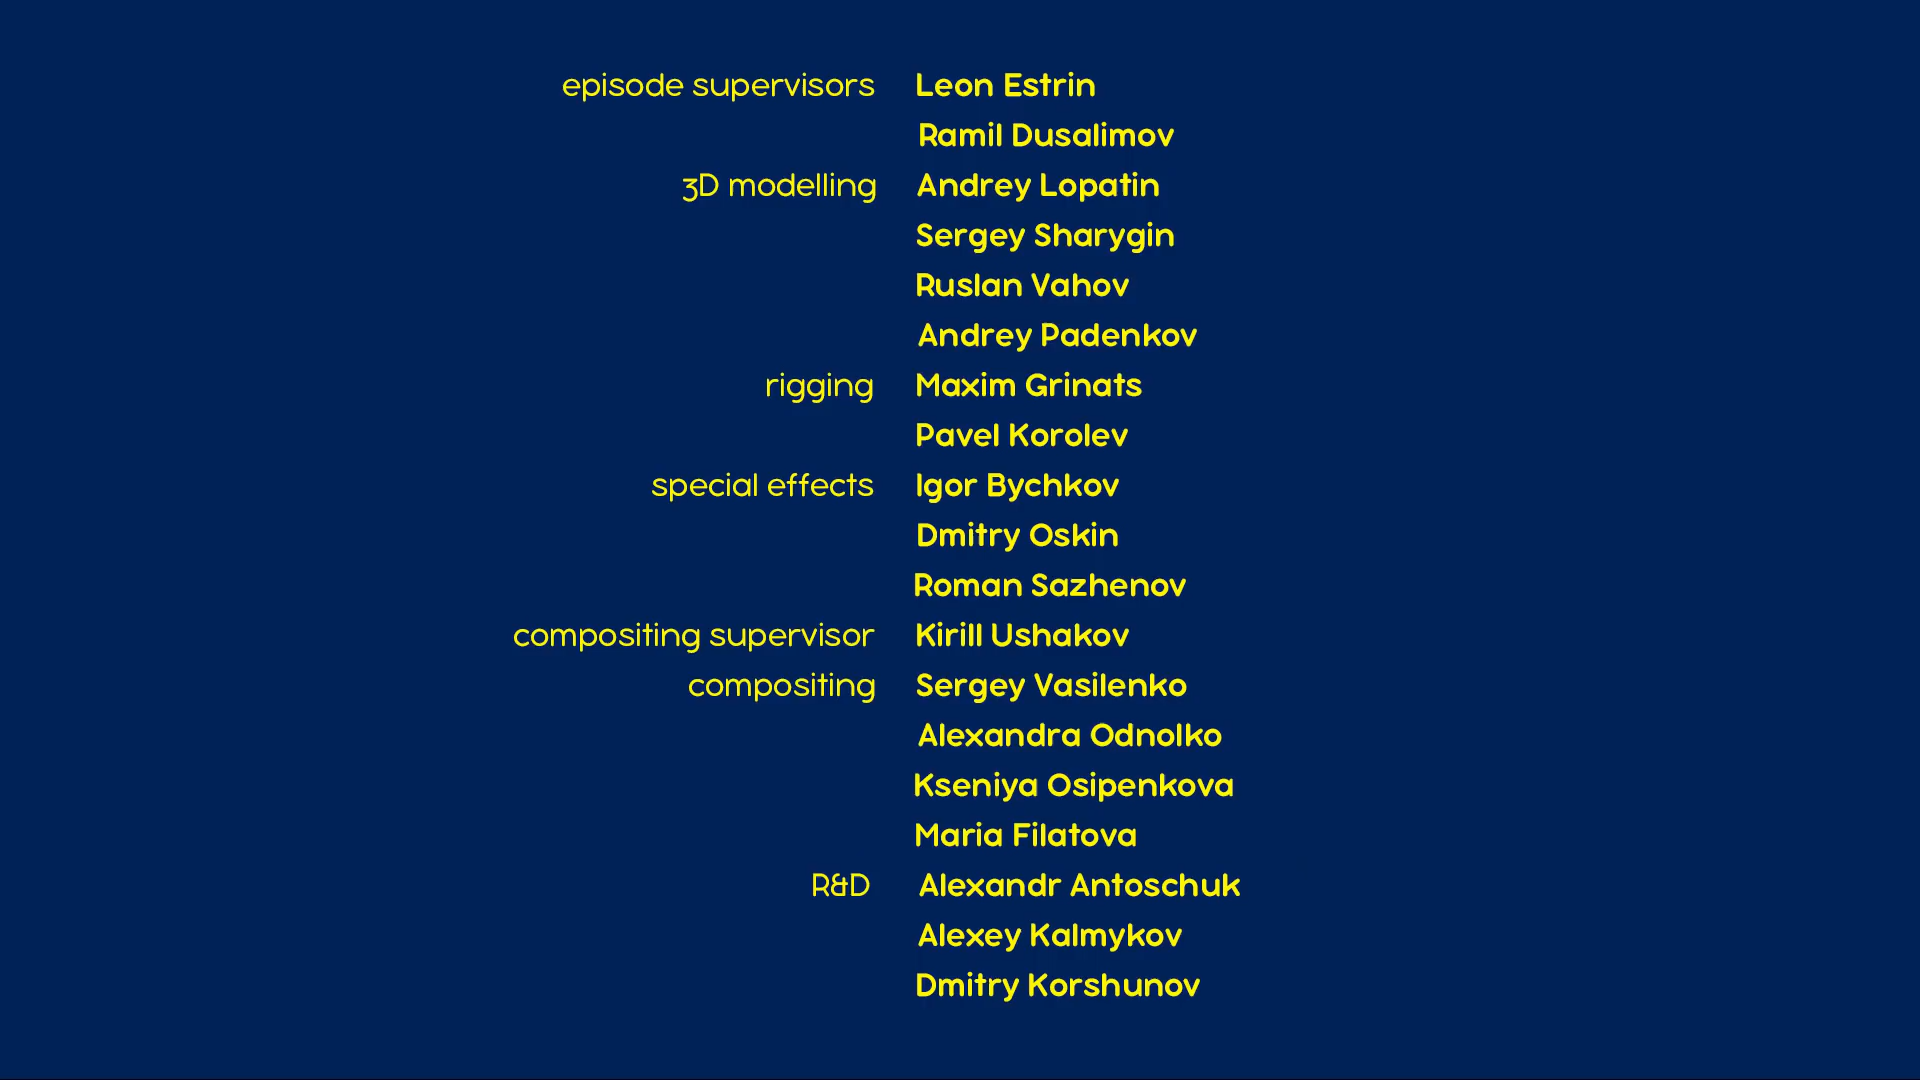 episode supervisors Leon Estrin
Ramil Dusalimov
3D modelling Andrey Lopatin
Sergey Sharygin
Ruslan Vahov
Andrey Padenkov
rigging Maxim Grinats
Pavel Korolev
special effects Igor Bychkov
Dmitry Oskin
Roman Sazhenov
compositing supervisor Kirill Ushakov
compositing Sergey Vasilenko
Alexandra Odnolko
Kseniya Osipenkova
Maria Filatova
R&D Alexandr Antoschuk
Alexey Kalmykov
Dmitry Korshunov